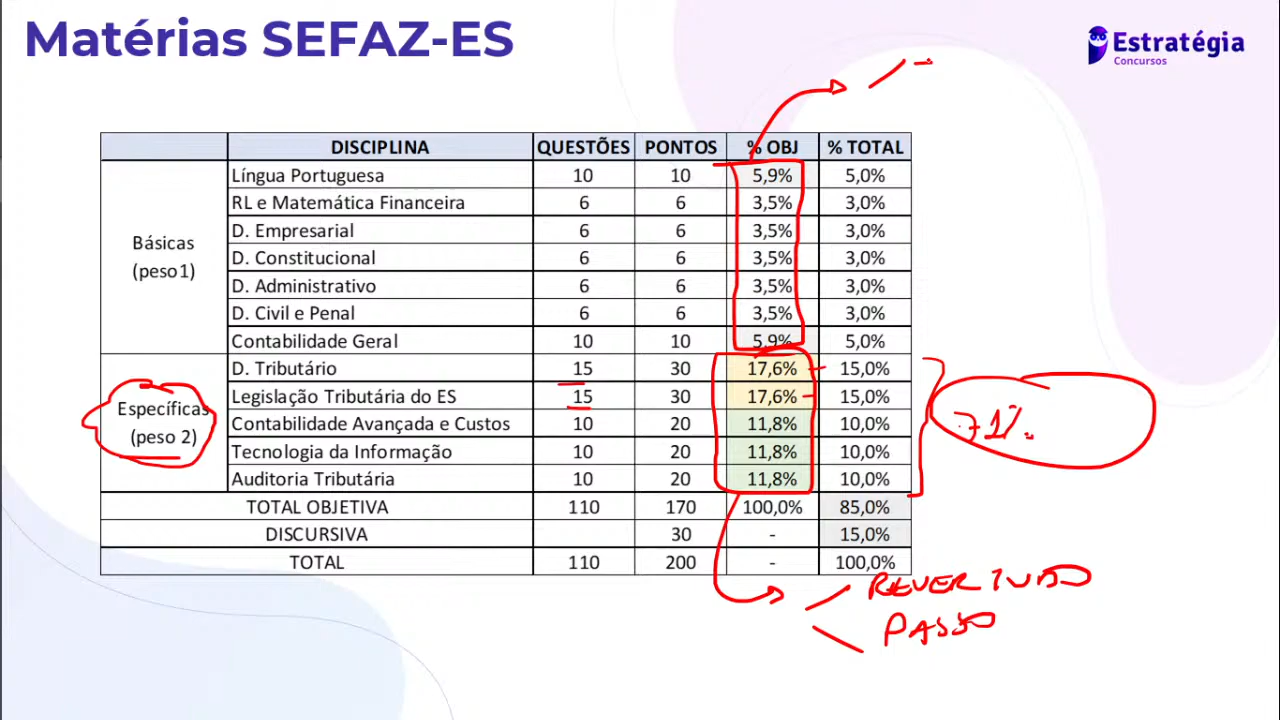 Matérias SEFAZ-ES
Estratégia
Concursos
DISCIPLINA QUESTÕES PONTOS % OBJ % TOTAL
Básicas (peso1)
Língua Portuguesa 10 10 5,9% 5,0%
RL e Matemática Financeira 6 6 3,5% 3,0%
D. Empresarial 6 6 3,5% 3,0%
D. Constitucional 6 6 3,5% 3,0%
D. Administrativo 6 6 3,5% 3,0%
D. Civil e Penal 6 6 3,5% 3,0%
Contabilidade Geral 10 10 5,9% 5,0%
Específicas (peso 2)
D. Tributário 15 30 17,6% 15,0%
Legislação Tributária do ES 15 30 17,6% 15,0%
Contabilidade Avançada e Custos 10 20 11,8% 10,0%
Tecnologia da Informação 10 20 11,8% 10,0%
Auditoria Tributária 10 20 11,8% 10,0%
TOTAL OBJETIVA 110 170 100,0% 85,0%
DISCURSIVA 30 - 15,0%
TOTAL 110 200 - 100,0%
71%
PASSO